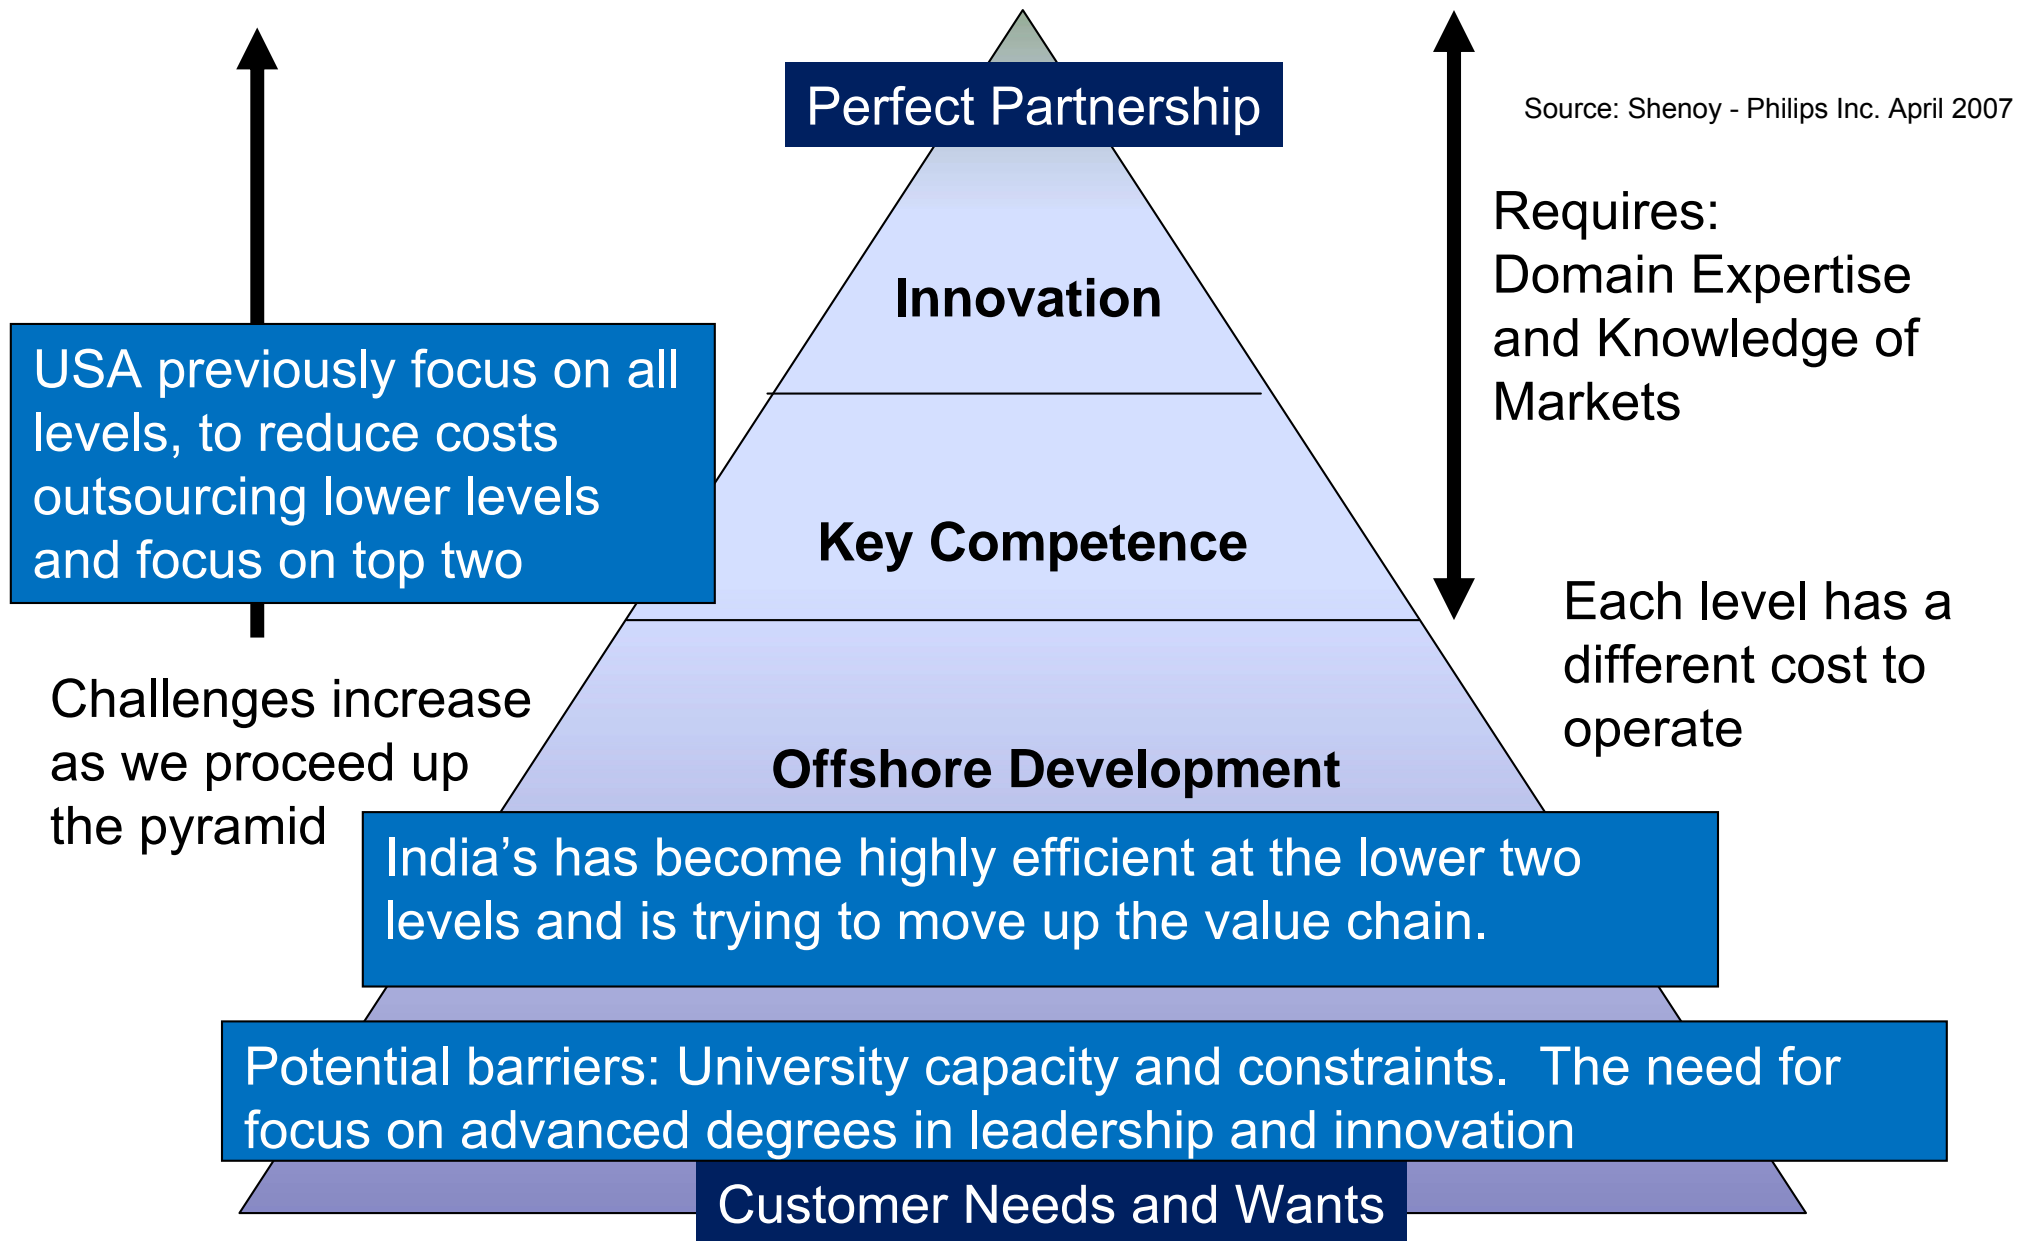 Perfect Partnership
Source: Shenoy - Philips Inc. April 2007
Requires:
Domain Expertise
and Knowledge of
Markets
Innovation
USA previously focus on all
levels, to reduce costs
outsourcing lower levels
and focus on top two
Key Competence
Each level has a
different cost to
operate
Challenges increase
as we proceed up
the pyramid
Offshore Development
India’s has become highly efficient at the lower two
levels and is trying to move up the value chain.
Potential barriers: University capacity and constraints.  The need for
focus on advanced degrees in leadership and innovation
Customer Needs and Wants